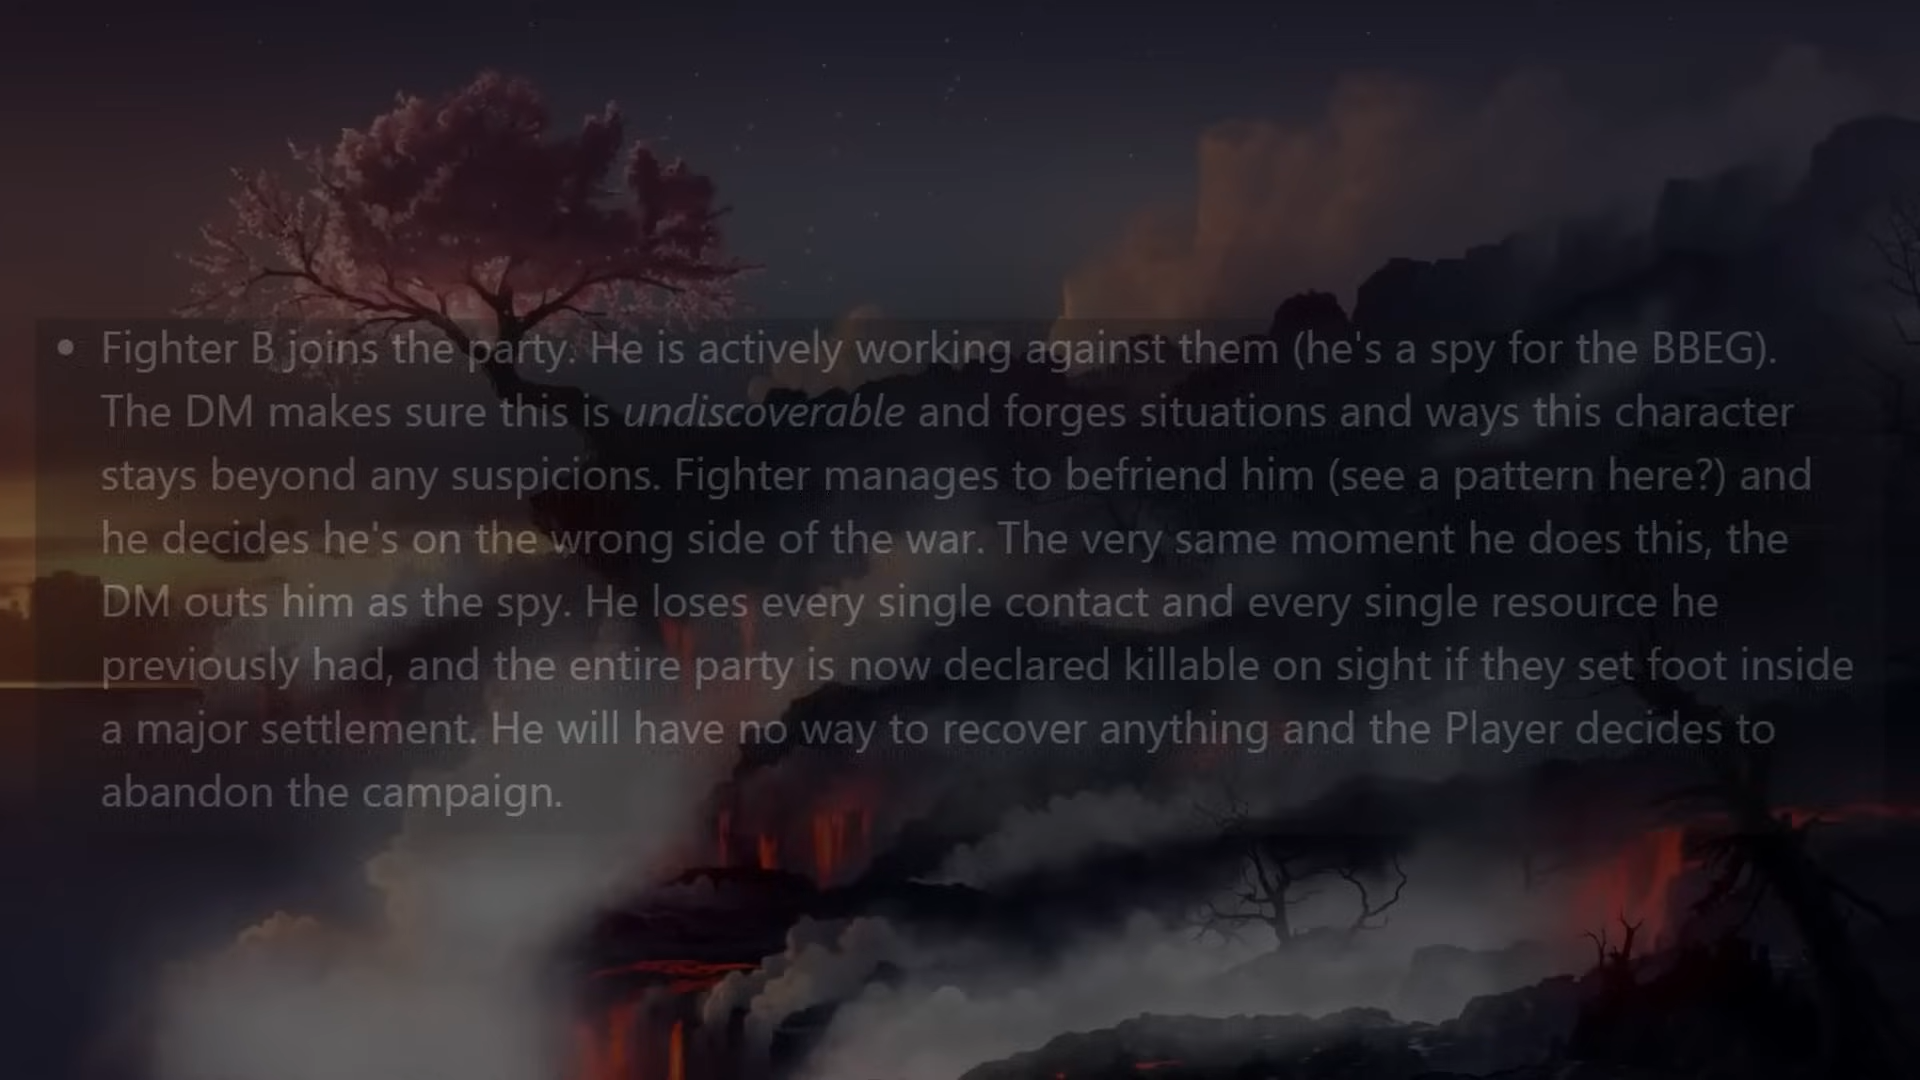 • Fighter B joins the party. He is actively working against them (he's a spy for the BBEG).
The DM makes sure this is undiscoverable and forges situations and ways this character
stays beyond any suspicions. Fighter manages to befriend him (see a pattern here?) and
he decides he's on the wrong side of the war. The very same moment he does this, the
DM outs him as the spy. He loses every single contact and every single resource he
previously had, and the entire party is now declared killable on sight if they set foot inside
a major settlement. He will have no way to recover anything and the Player decides to
abandon the campaign.